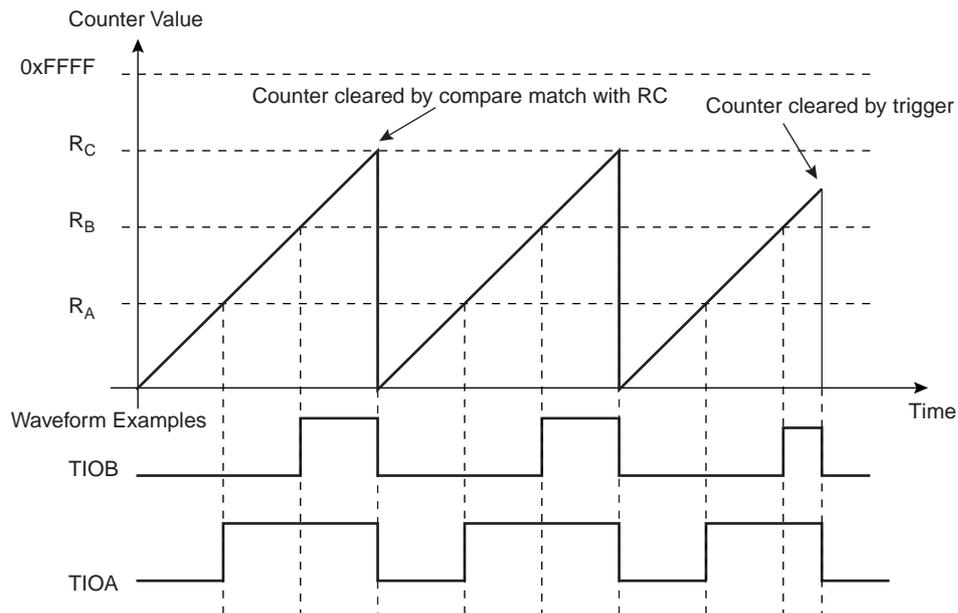 Counter Value
0xFFFF
Counter cleared by compare match with RC
Counter cleared by trigger
RC
RB
RA
Time
Waveform Examples
TIOB
TIOA